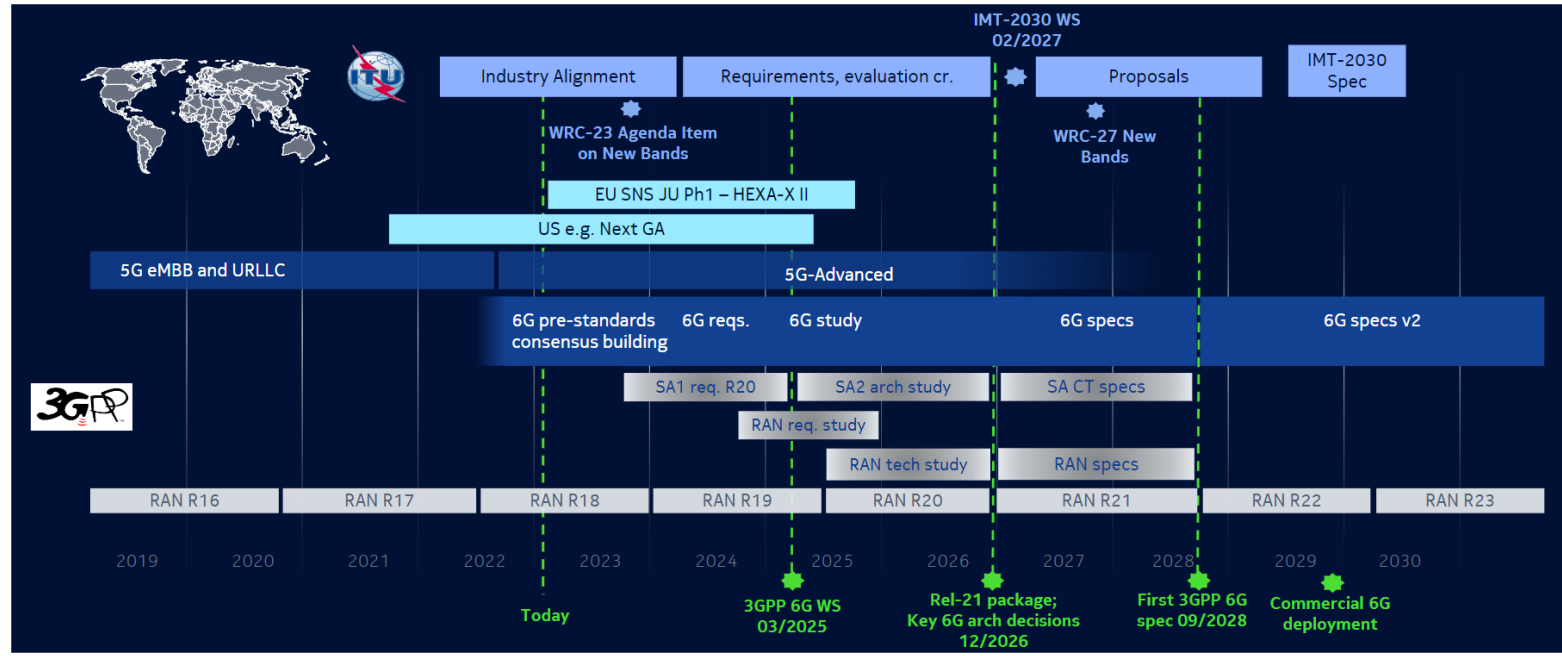 IMT-2030 WS
02/2027
ITU
Industry Alignment
Requirements, evaluation cr.
Proposals
IMT-2030
Spec
WRC-23 Agenda Item
on New Bands
WRC-27 New
Bands
EU SNS JU Ph1 – HEXA-X II
US e.g. Next GA
5G eMBB and URLLC
5G-Advanced
6G pre-standards
consensus building
6G reqs.
6G study
6G specs
6G specs v2
3GPP
SA1 req. R20
SA2 arch study
SA CT specs
RAN req. study
RAN tech study
RAN specs
RAN R16
RAN R17
RAN R18
RAN R19
RAN R20
RAN R21
RAN R22
RAN R23
2019
2020
2021
2022
2023
2024
2025
2026
2027
2028
2029
2030
Today
3GPP 6G WS
03/2025
Rel-21 package;
Key 6G arch decisions
12/2026
First 3GPP 6G
spec 09/2028
Commercial 6G
deployment